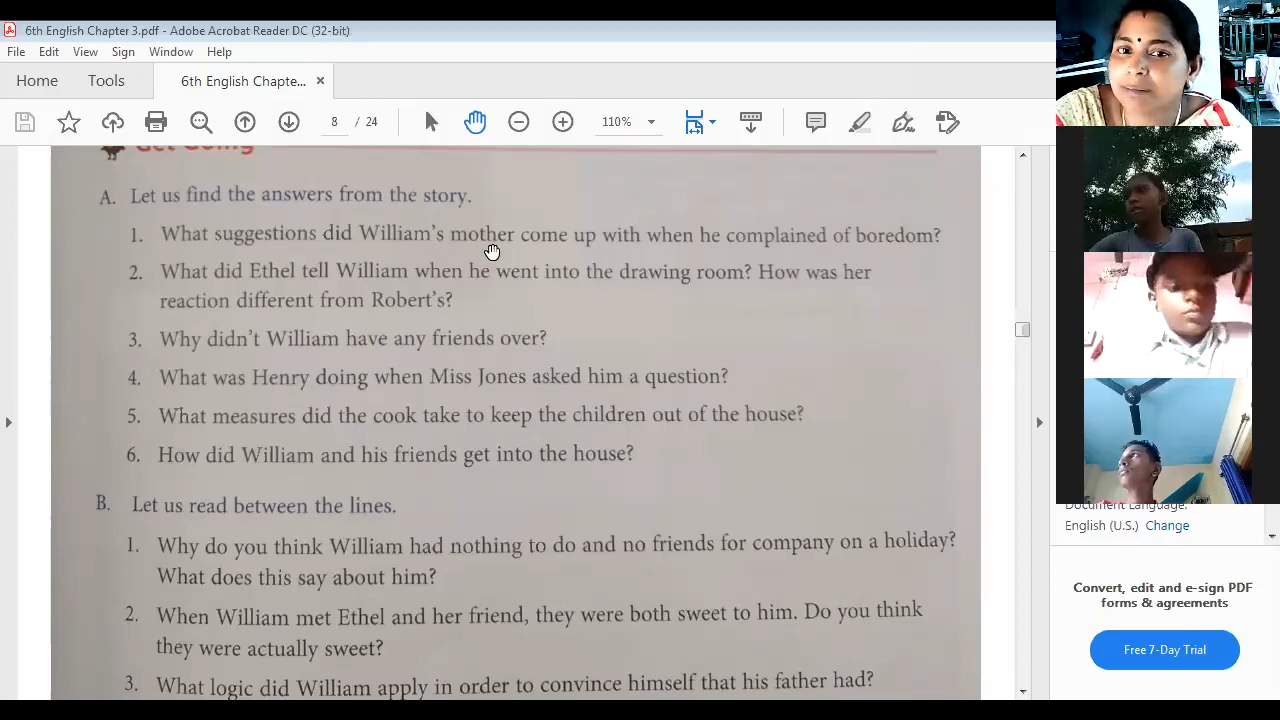 6th English Chapter 3.pdf - Adobe Acrobat Reader DC (32-bit)
File Edit View Sign Window Help
Home Tools 6th English Chapte... ×
8 / 24 110%
Get Going
A. Let us find the answers from the story.
1. What suggestions did William's mother come up with when he complained of boredom?
2. What did Ethel tell William when he went into the drawing room? How was her
reaction different from Robert's?
3. Why didn't William have any friends over?
4. What was Henry doing when Miss Jones asked him a question?
5. What measures did the cook take to keep the children out of the house?
6. How did William and his friends get into the house?
B. Let us read between the lines.
1. Why do you think William had nothing to do and no friends for company on a holiday?
What does this say about him?
2. When William met Ethel and her friend, they were both sweet to him. Do you think
they were actually sweet?
3. What logic did William apply in order to convince himself that his father had?
Document Language:
English (U.S.) Change
Convert, edit and e-sign PDF
forms & agreements
Free 7-Day Trial